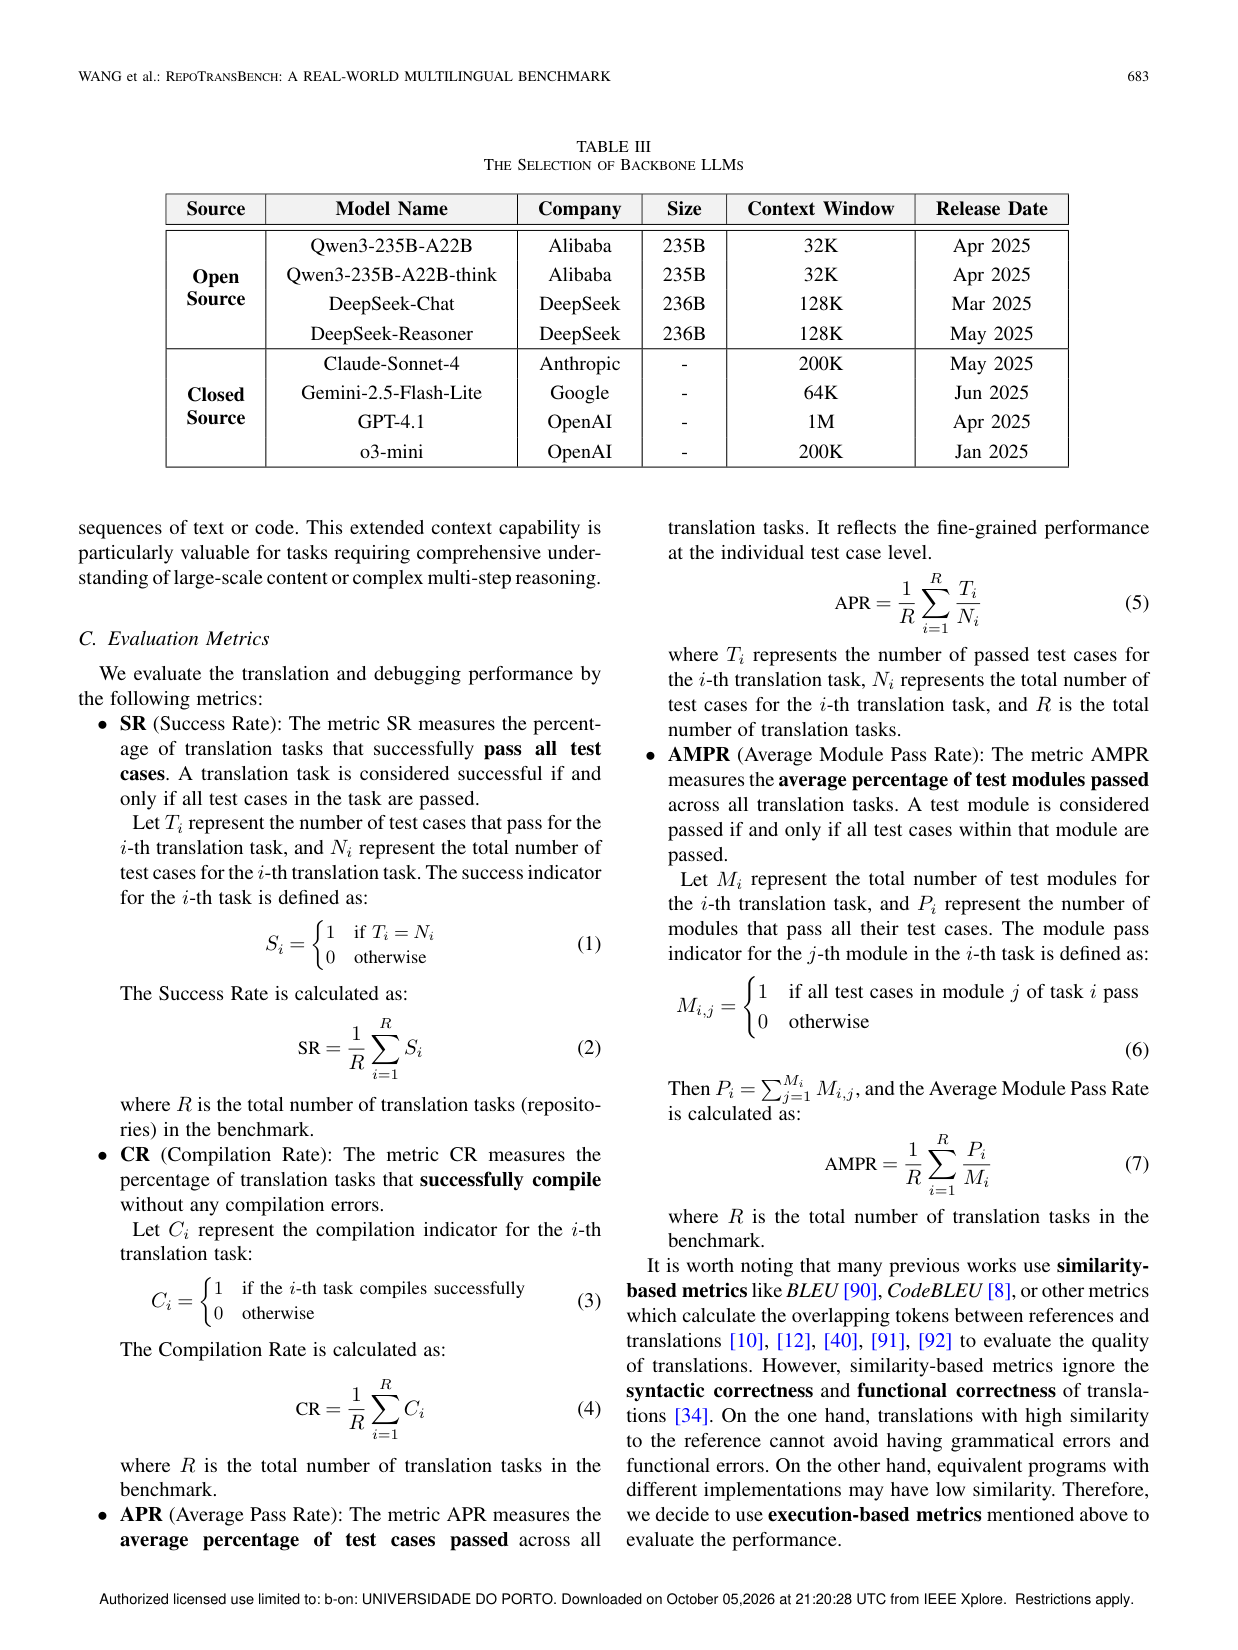 WANG et al.: REPOTRANSBENCH: A REAL-WORLD MULTILINGUAL BENCHMARK 683
TABLE III
THE SELECTION OF BACKBONE LLMS
Source Model Name Company Size Context Window Release Date
Open Source
Qwen3-235B-A22B Alibaba 235B 32K Apr 2025
Qwen3-235B-A22B-think Alibaba 235B 32K Apr 2025
DeepSeek-Chat DeepSeek 236B 128K Mar 2025
DeepSeek-Reasoner DeepSeek 236B 128K May 2025
Closed Source
Claude-Sonnet-4 Anthropic - 200K May 2025
Gemini-2.5-Flash-Lite Google - 64K Jun 2025
GPT-4.1 OpenAI - 1M Apr 2025
o3-mini OpenAI - 200K Jan 2025
sequences of text or code. This extended context capability is
particularly valuable for tasks requiring comprehensive under-
standing of large-scale content or complex multi-step reasoning.
C. Evaluation Metrics
We evaluate the translation and debugging performance by
the following metrics:
• SR (Success Rate): The metric SR measures the percent-
age of translation tasks that successfully pass all test
cases. A translation task is considered successful if and
only if all test cases in the task are passed.
Let T_i represent the number of test cases that pass for the
i-th translation task, and N_i represent the total number of
test cases for the i-th translation task. The success indicator
for the i-th task is defined as:
S_i = { 1 if T_i = N_i
0 otherwise (1)
The Success Rate is calculated as:
SR = 1/R ∑_{i=1}^{R} S_i (2)
where R is the total number of translation tasks (reposito-
ries) in the benchmark.
• CR (Compilation Rate): The metric CR measures the
percentage of translation tasks that successfully compile
without any compilation errors.
Let C_i represent the compilation indicator for the i-th
translation task:
C_i = { 1 if the i-th task compiles successfully
0 otherwise (3)
The Compilation Rate is calculated as:
CR = 1/R ∑_{i=1}^{R} C_i (4)
where R is the total number of translation tasks in the
benchmark.
• APR (Average Pass Rate): The metric APR measures the
average percentage of test cases passed across all
translation tasks. It reflects the fine-grained performance
at the individual test case level.
APR = 1/R ∑_{i=1}^{R} T_i/N_i (5)
where T_i represents the number of passed test cases for
the i-th translation task, N_i represents the total number of
test cases for the i-th translation task, and R is the total
number of translation tasks.
• AMPR (Average Module Pass Rate): The metric AMPR
measures the average percentage of test modules passed
across all translation tasks. A test module is considered
passed if and only if all test cases within that module are
passed.
Let M_i represent the total number of test modules for
the i-th translation task, and P_i represent the number of
modules that pass all their test cases. The module pass
indicator for the j-th module in the i-th task is defined as:
M_{i,j} = { 1 if all test cases in module j of task i pass
0 otherwise
(6)
Then P_i = ∑_{j=1}^{M_i} M_{i,j}, and the Average Module Pass Rate
is calculated as:
AMPR = 1/R ∑_{i=1}^{R} P_i/M_i (7)
where R is the total number of translation tasks in the
benchmark.
It is worth noting that many previous works use similarity-
based metrics like BLEU [90], CodeBLEU [8], or other metrics
which calculate the overlapping tokens between references and
translations [10], [12], [40], [91], [92] to evaluate the quality
of translations. However, similarity-based metrics ignore the
syntactic correctness and functional correctness of transla-
tions [34]. On the one hand, translations with high similarity
to the reference cannot avoid having grammatical errors and
functional errors. On the other hand, equivalent programs with
different implementations may have low similarity. Therefore,
we decide to use execution-based metrics mentioned above to
evaluate the performance.
Authorized licensed use limited to: b-on: UNIVERSIDADE DO PORTO. Downloaded on October 05,2026 at 21:20:28 UTC from IEEE Xplore. Restrictions apply.